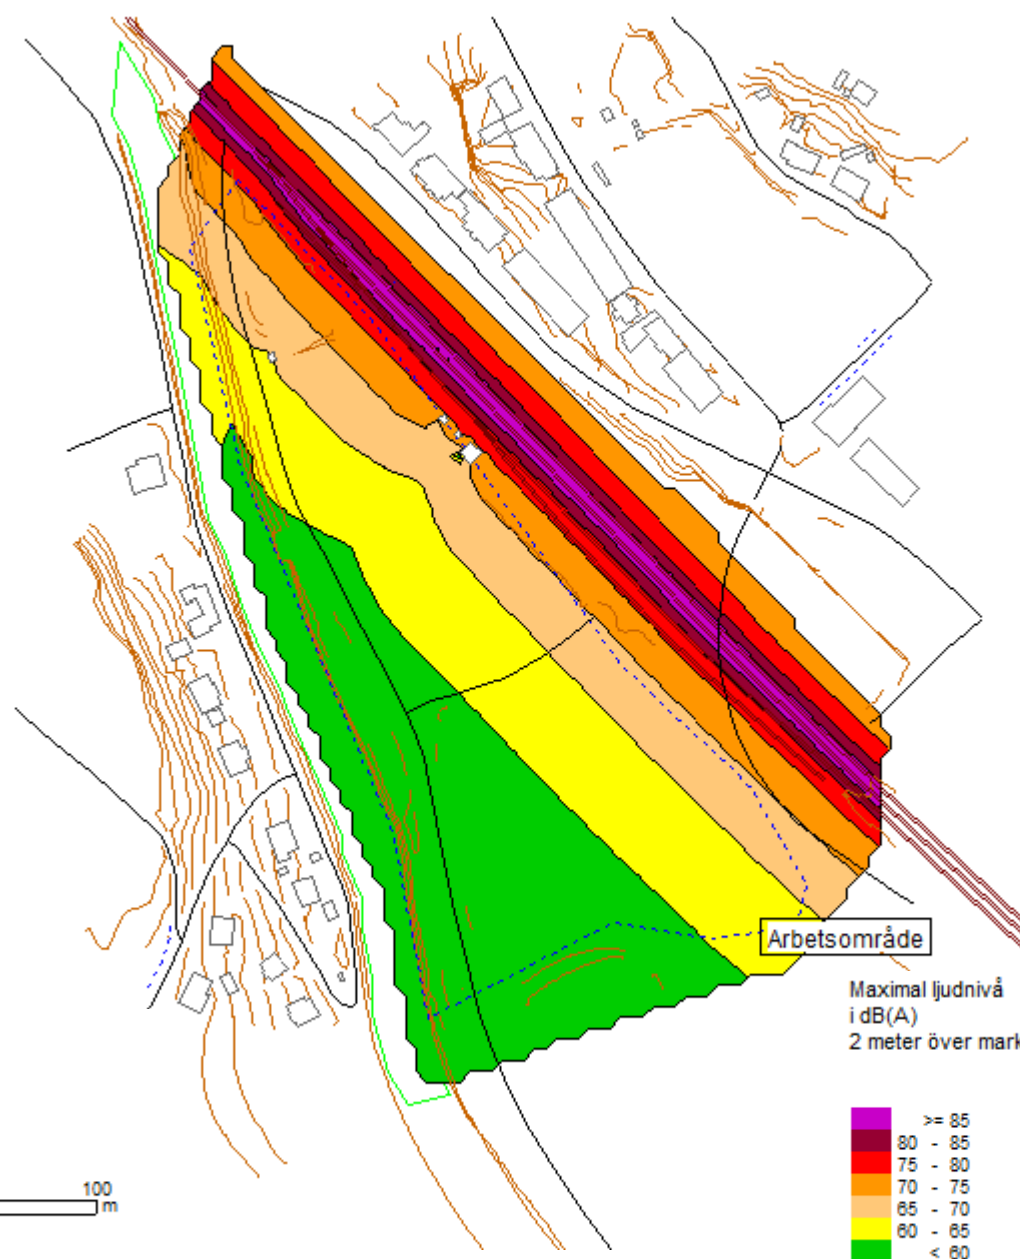 Arbetsområde
Maximal ljudnivå
i dB(A)
2 meter över mark
>= 85
80 - 85
75 - 80
70 - 75
65 - 70
60 - 65
< 60
100
m